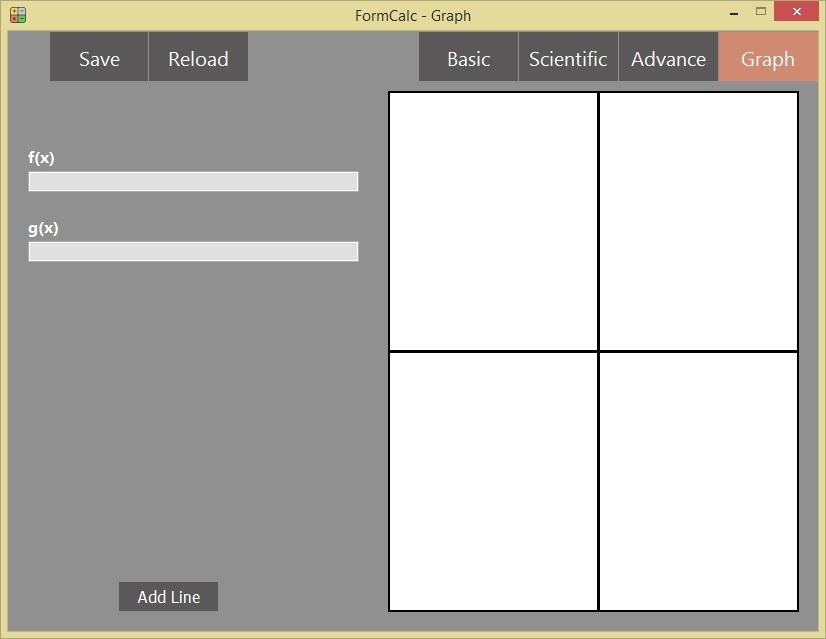 FormCalc - Graph
Save Reload Basic Scientific Advance Graph
f(x)
g(x)
Add Line